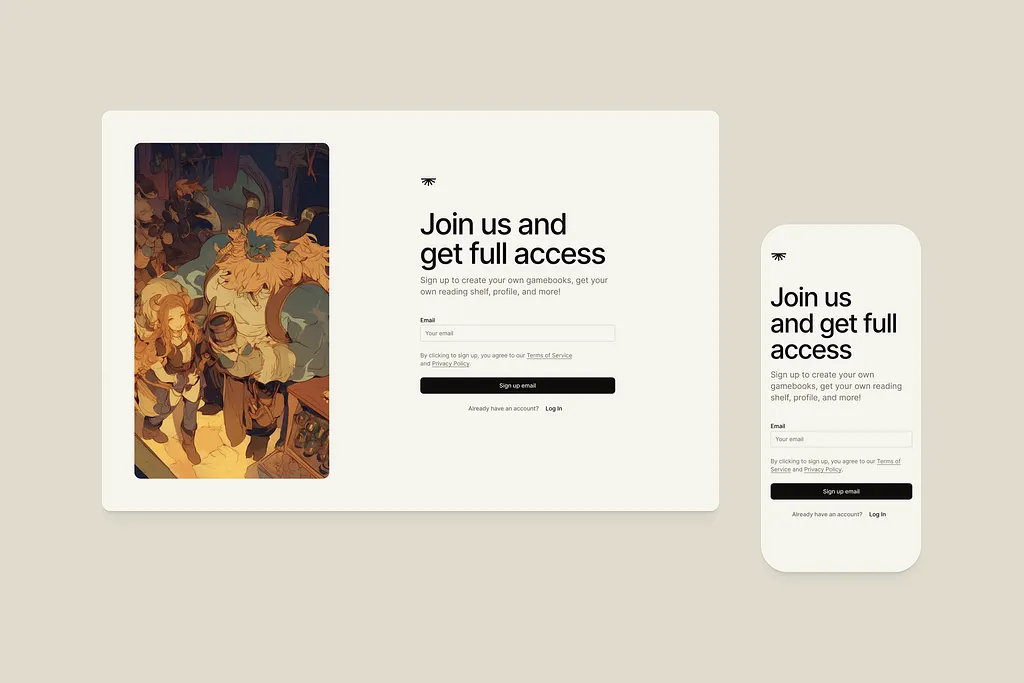 Join us and
get full access
Sign up to create your own gamebooks, get your
own reading shelf, profile, and more!
Email
Your email
By clicking to sign up, you agree to our Terms of Service
and Privacy Policy.
Sign up email
Already have an account? Log In
Join us
and get full
access
Sign up to create your own
gamebooks, get your own reading
shelf, profile, and more!
Email
Your email
By clicking to sign up, you agree to our Terms of
Service and Privacy Policy.
Sign up email
Already have an account? Log In